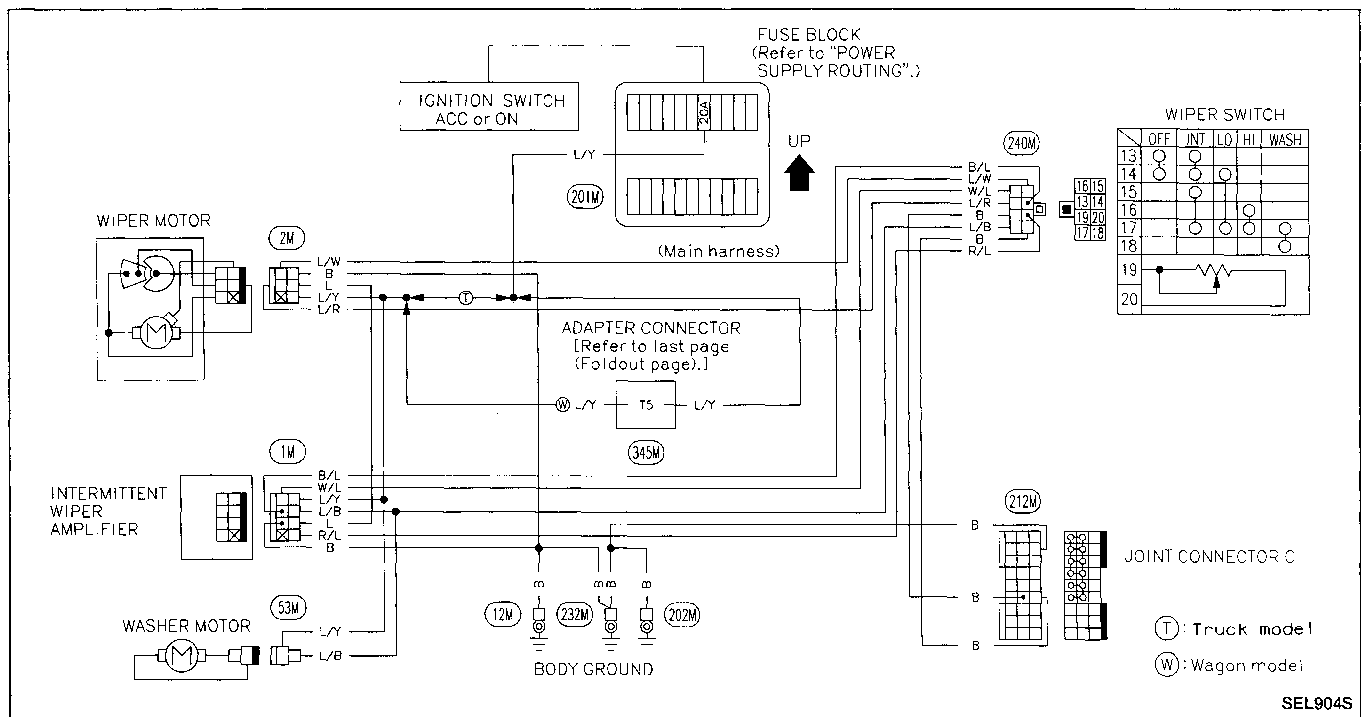 FUSE BLOCK
(Refer to "POWER
SUPPLY ROUTING".)
IGNITION SWITCH
ACC or ON
20A
UP
L/Y
201M
WIPER SWITCH
OFF INT LO HI WASH
13
14
15
16
17
18
19
20
240M
B/L
L/W
W/L
L/R
B
L/B
B
R/L
16 15
13 14
19 20
17 18
WIPER MOTOR
M
2M
L/W
B
L
L/Y
L/R
T
(Main harness)
ADAPTER CONNECTOR
[Refer to last page
(Foldout page).]
W L/Y T5 L/Y
345M
INTERMITTENT
WIPER
AMPLIFIER
1M
B/L
W/L
L/Y
L/B
L
R/L
B
212M
B
B
B
JOINT CONNECTOR C
B B B B
12M 232M 202M
BODY GROUND
WASHER MOTOR
M
53M
L/Y
L/B
T : Truck model
W : Wagon model
SEL904S